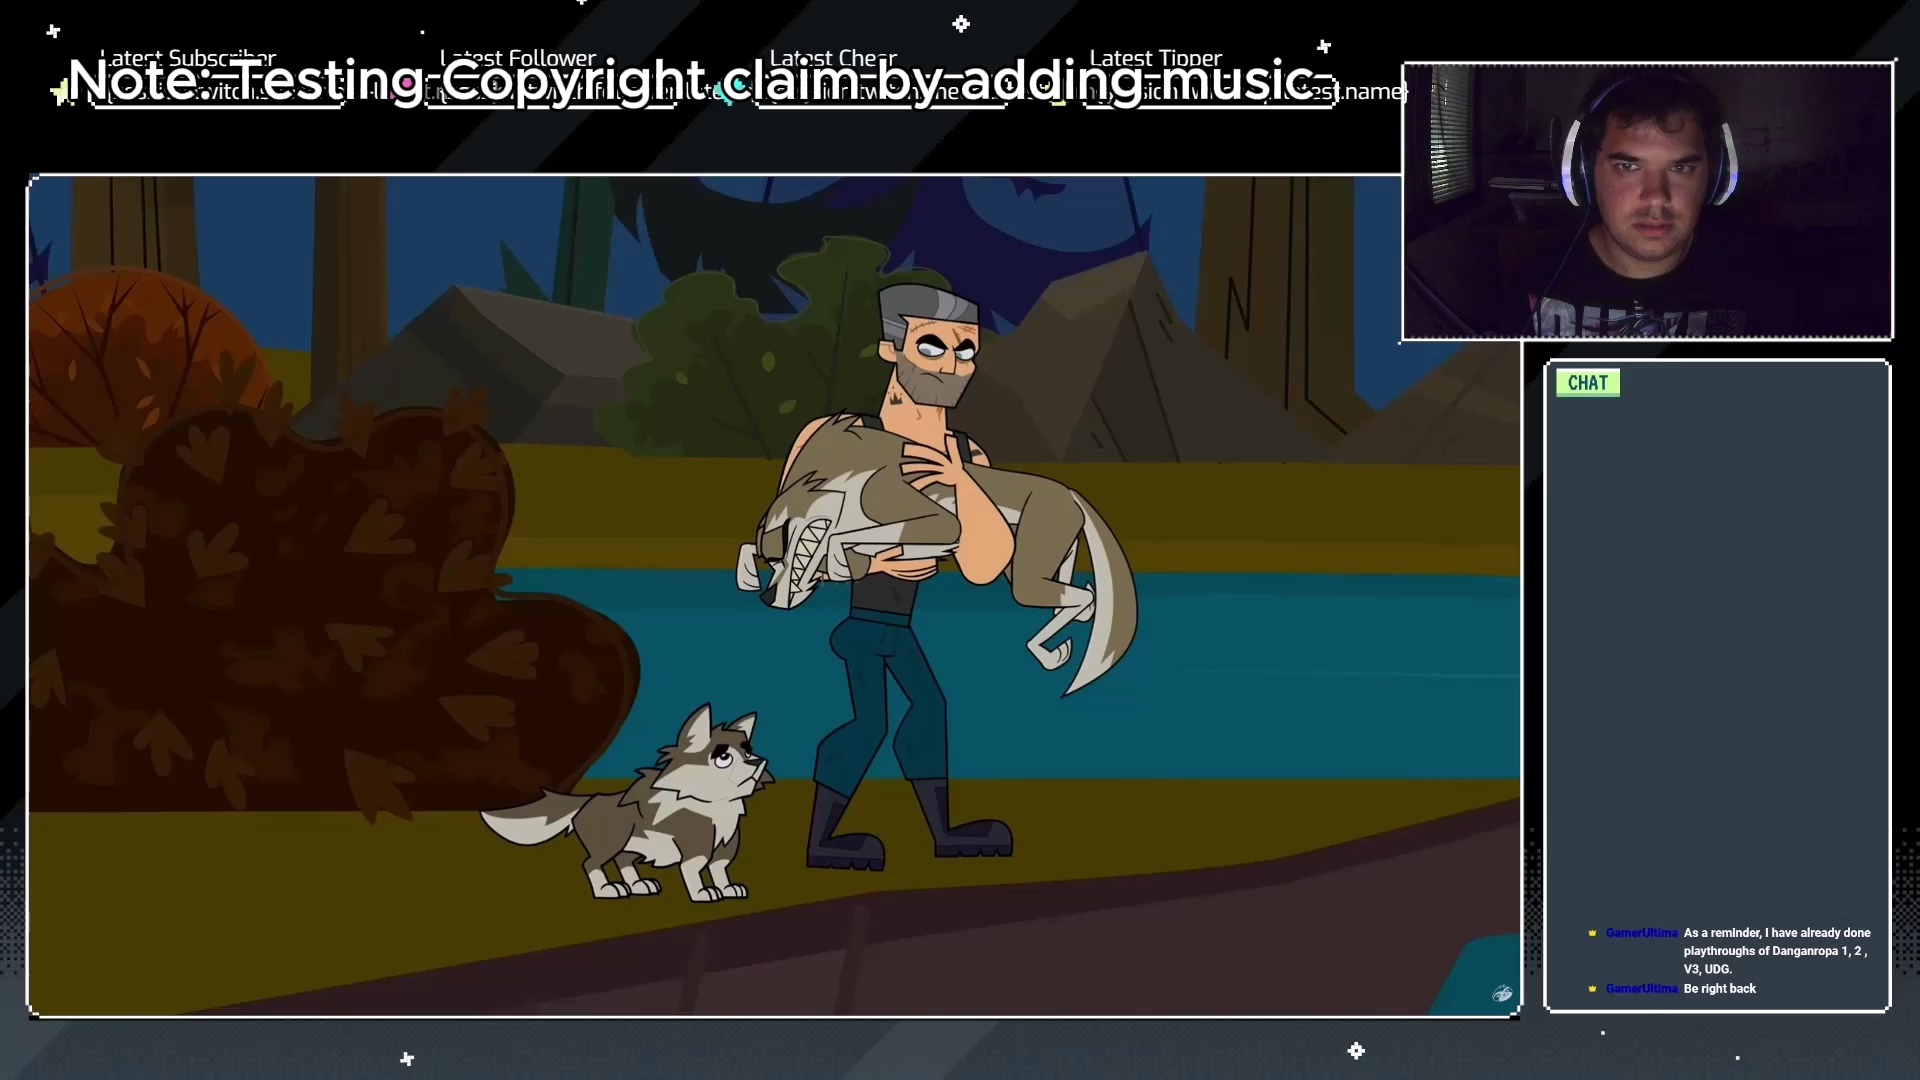 Latest Subscriber
Latest Follower
Latest Cheer
Latest Tipper
Note: Testing Copyright claim by adding music
CHAT
GamerUltima As a reminder, I have already done
playthroughs of Danganropa 1, 2 ,
V3, UDG.
GamerUltima Be right back